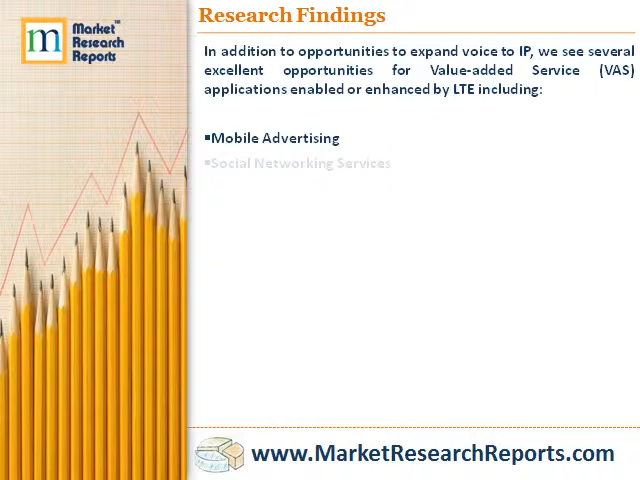 Research Findings
m Market
Research
Reports
TM
In addition to opportunities to expand voice to IP, we see several
excellent opportunities for Value-added Service (VAS)
applications enabled or enhanced by LTE including:
▪Mobile Advertising
▪Social Networking Services
www.MarketResearchReports.com